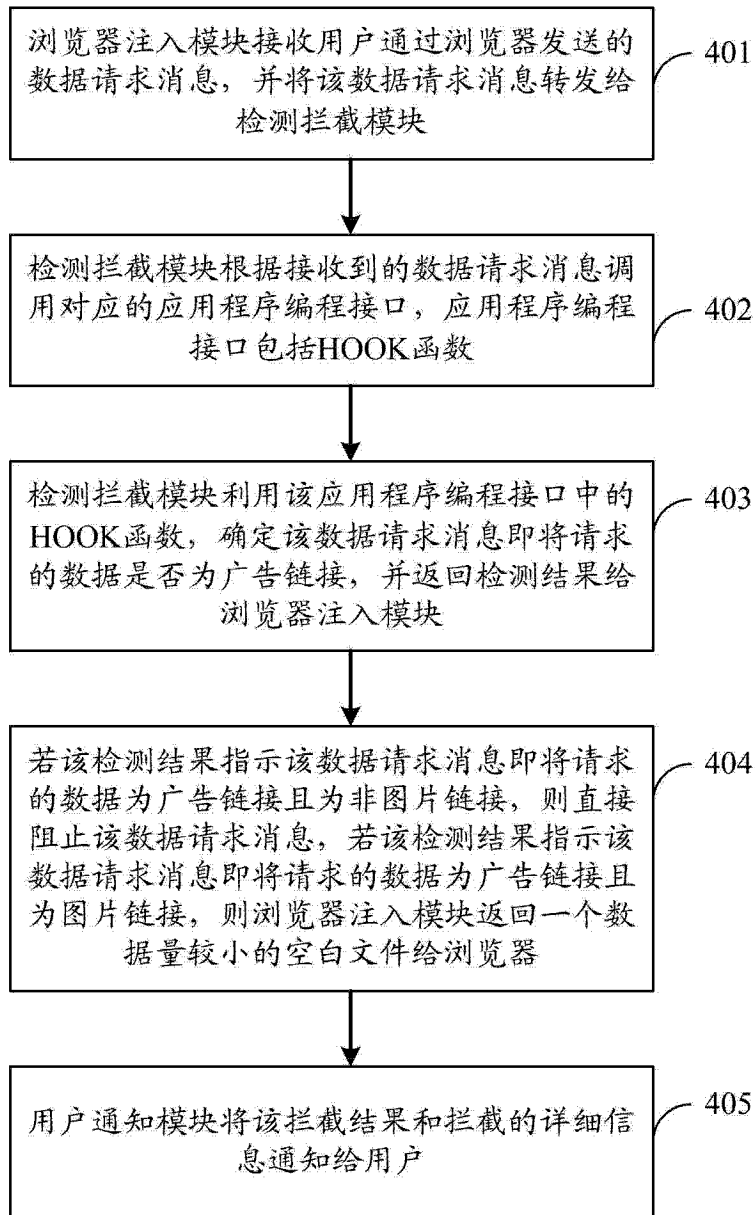 浏览器注入模块接收用户通过浏览器发送的
数据请求消息，并将该数据请求消息转发给
检测拦截模块
401
检测拦截模块根据接收到的数据请求消息调
用对应的应用程序编程接口，应用程序编程
接口包括HOOK函数
402
检测拦截模块利用该应用程序编程接口中的
HOOK函数，确定该数据请求消息即将请求
的数据是否为广告链接，并返回检测结果给
浏览器注入模块
403
若该检测结果指示该数据请求消息即将请求
的数据为广告链接且为非图片链接，则直接
阻止该数据请求消息，若该检测结果指示该
数据请求消息即将请求的数据为广告链接且
为图片链接，则浏览器注入模块返回一个数
据量较小的空白文件给浏览器
404
用户通知模块将该拦截结果和拦截的详细信
息通知给用户
405